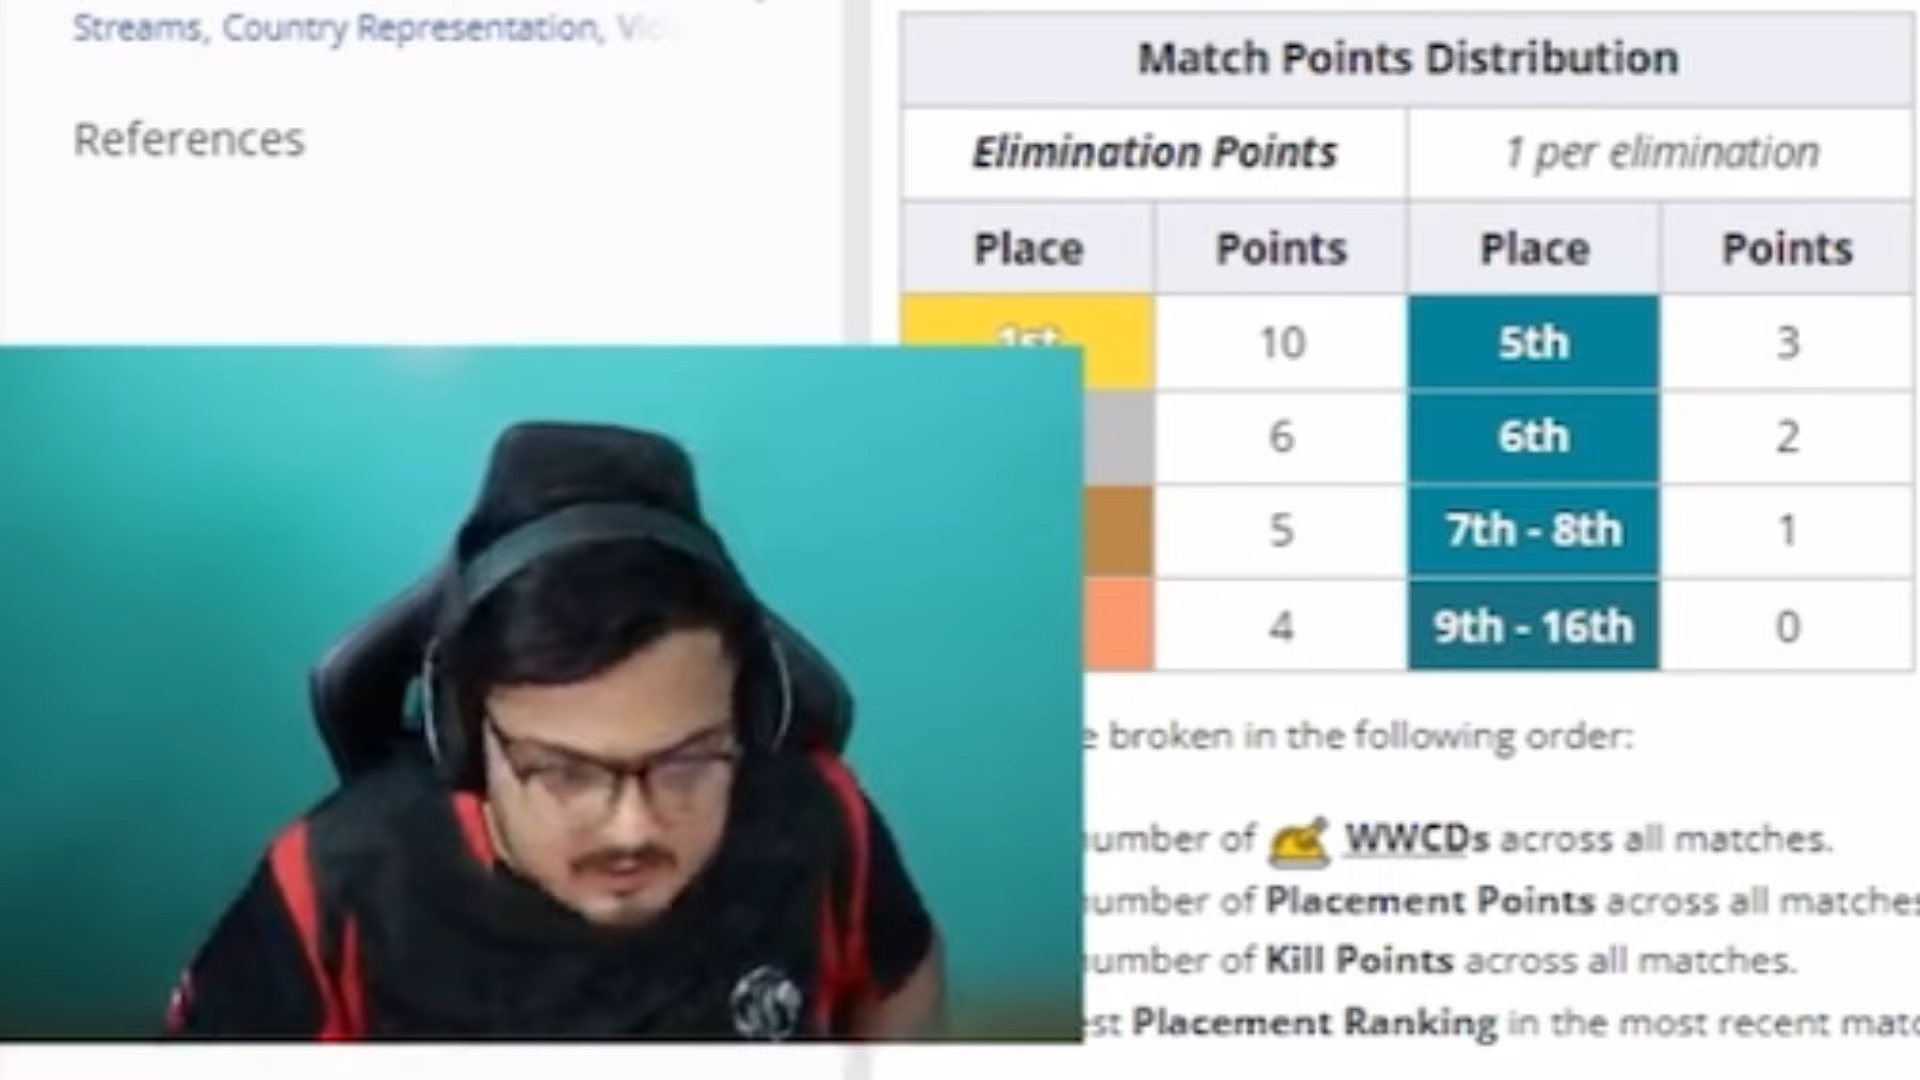 Streams, Country Representation,
References
Match Points Distribution
Elimination Points 1 per elimination
Place Points Place Points
1st 10 5th 3
6 6th 2
5 7th - 8th 1
4 9th - 16th 0
broken in the following order:
of WWCDs across all matches.
of Placement Points across all matches
of Kill Points across all matches.
Placement Ranking in the most recent